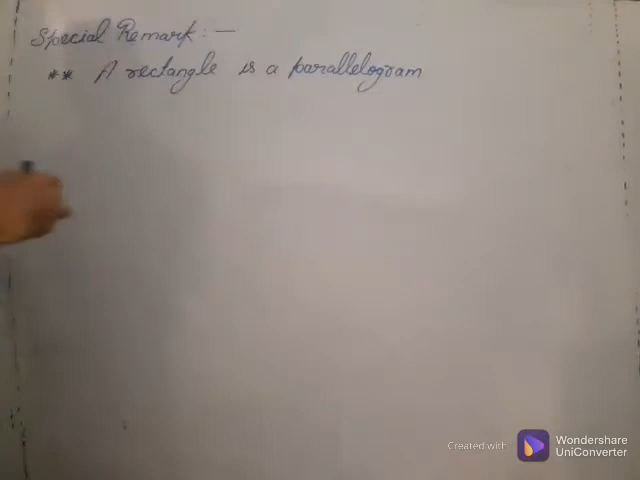 Special Remark:-
** A rectangle is a parallelogram
Created with Wondershare UniConverter